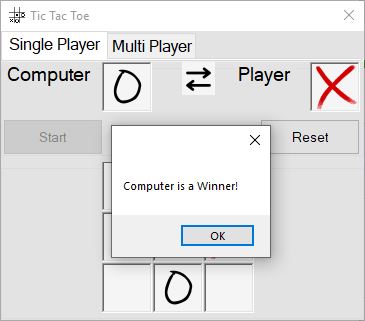 Tic Tac Toe
Single Player Multi Player
Computer Player
Start Reset
Computer is a Winner!
OK